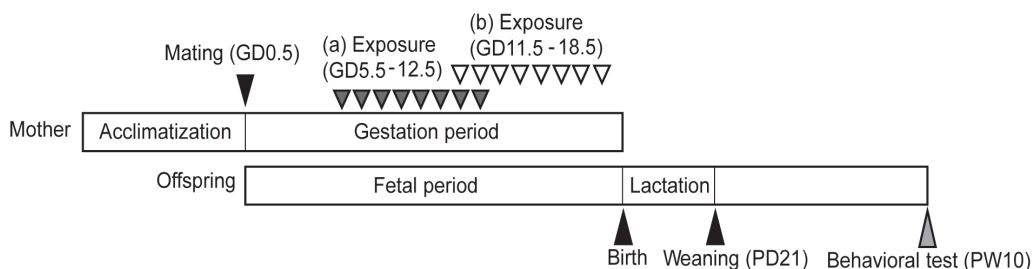 (b) Exposure
(GD11.5 - 18.5)
(a) Exposure
(GD5.5 - 12.5)
Mating (GD0.5)
Mother
Acclimatization
Gestation period
Offspring
Fetal period
Lactation
Birth
Weaning (PD21)
Behavioral test (PW10)